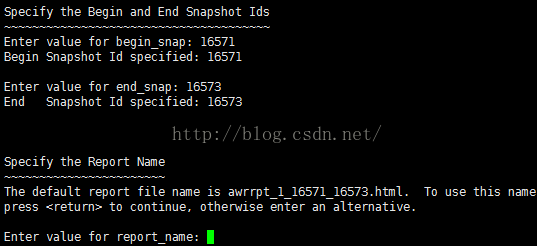 Specify the Begin and End Snapshot Ids
~~~~~~~~~~~~~~~~~~~~~~~~~~~~~~~~~~~~~~
Enter value for begin_snap: 16571
Begin Snapshot Id specified: 16571
Enter value for end_snap: 16573
End   Snapshot Id specified: 16573
http://blog.csdn.net/
Specify the Report Name
~~~~~~~~~~~~~~~~~~~~~~~
The default report file name is awrrpt_1_16571_16573.html.  To use this name
press <return> to continue, otherwise enter an alternative.
Enter value for report_name: